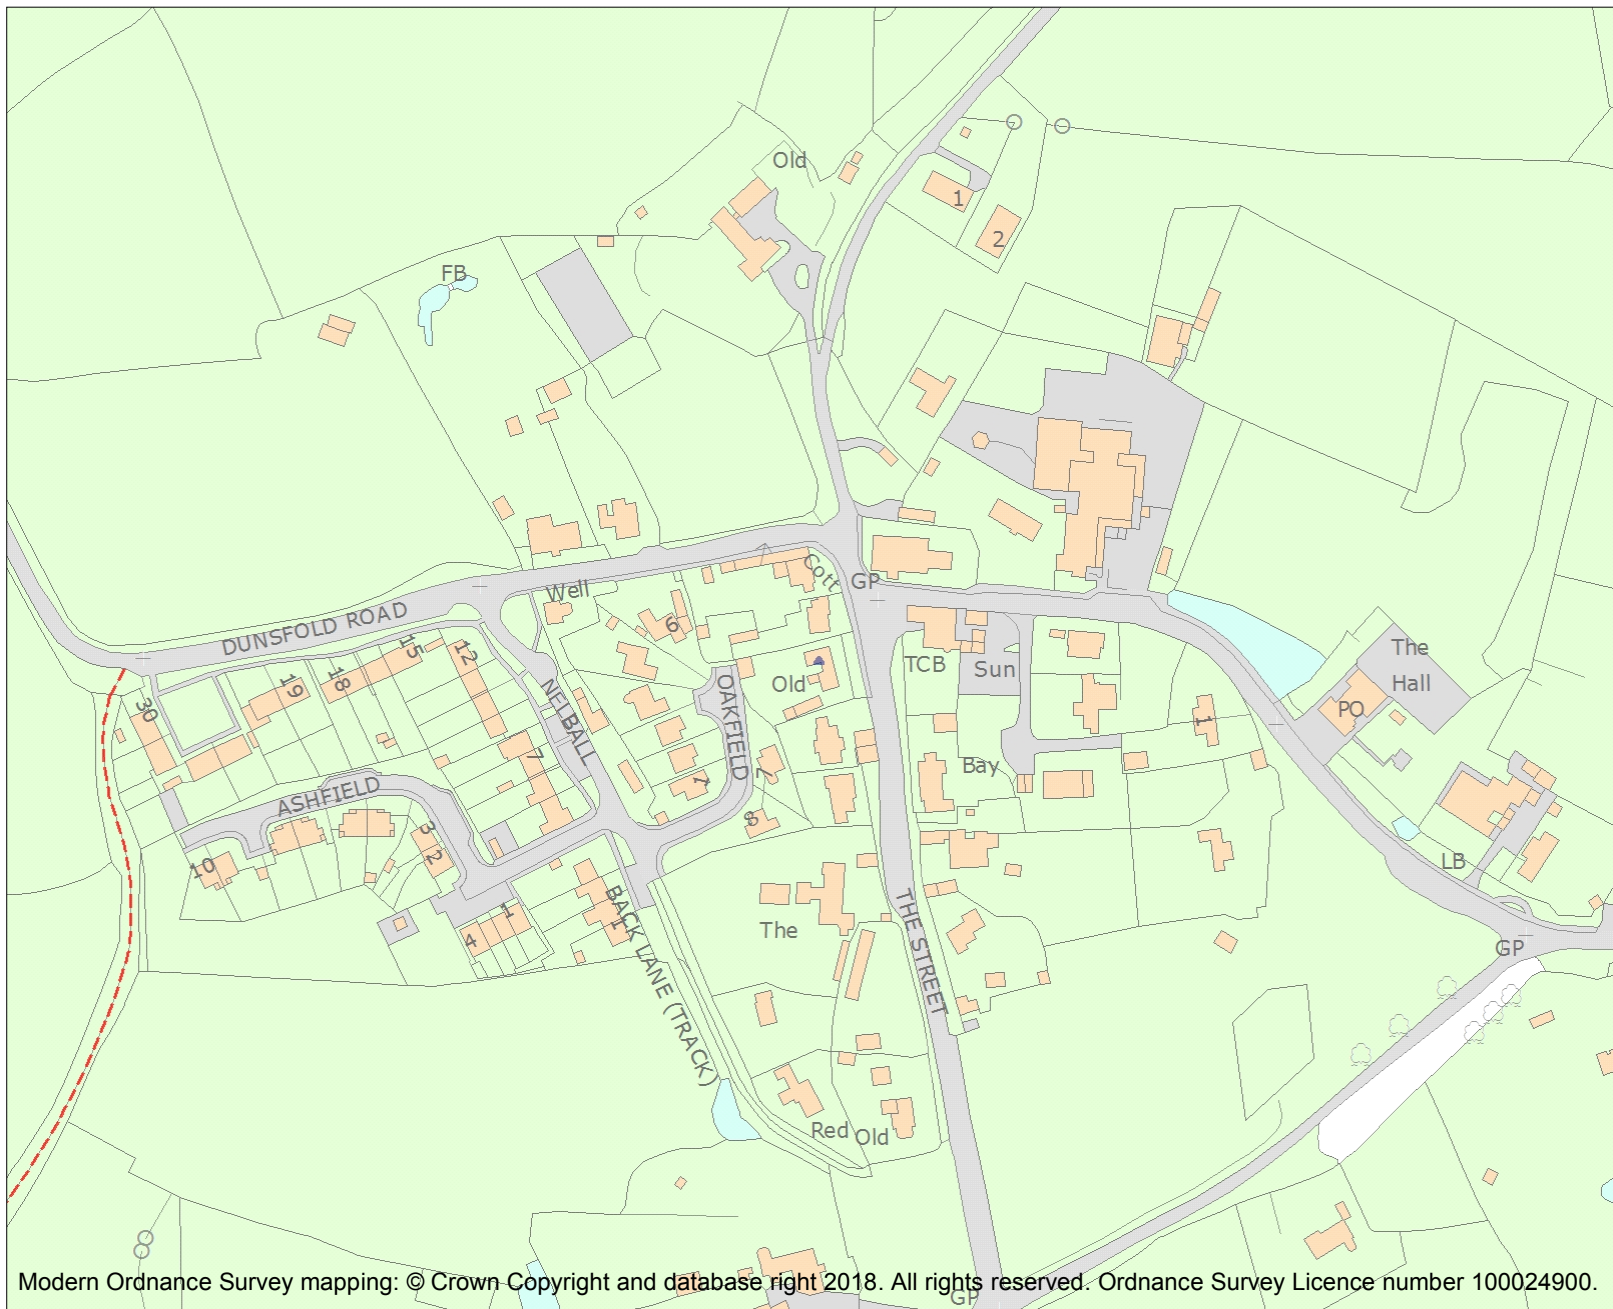 Old
1
2
FB
Well
Cott
GP
DUNSFOLD ROAD
15
12
18
19
30
6
TCB
Sun
Old
The
Hall
PO
1
NELBALL
OAKFIELD
7
1
7
8
Bay
ASHFIELD
3
2
10
1
4
1
BACK LANE (TRACK)
The
THE STREET
LB
GP
Red
Old
GP
Modern Ordnance Survey mapping: © Crown Copyright and database right 2018. All rights reserved. Ordnance Survey Licence number 100024900.